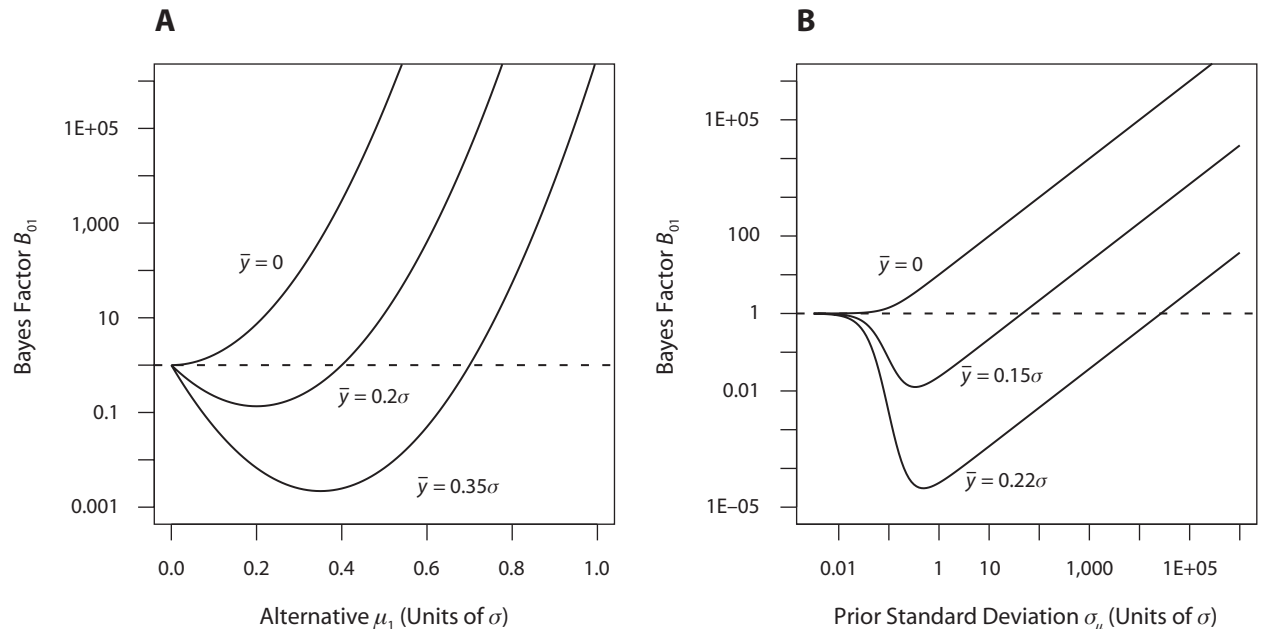 A
Bayes Factor B₀₁
1E+05
1,000
10
0.1
0.001
ȳ = 0
ȳ = 0.2σ
ȳ = 0.35σ
0.0 0.2 0.4 0.6 0.8 1.0
Alternative μ₁ (Units of σ)
B
Bayes Factor B₀₁
1E+05
100
1
0.01
1E−05
ȳ = 0
ȳ = 0.15σ
ȳ = 0.22σ
0.01 1 10 1,000 1E+05
Prior Standard Deviation σμ (Units of σ)